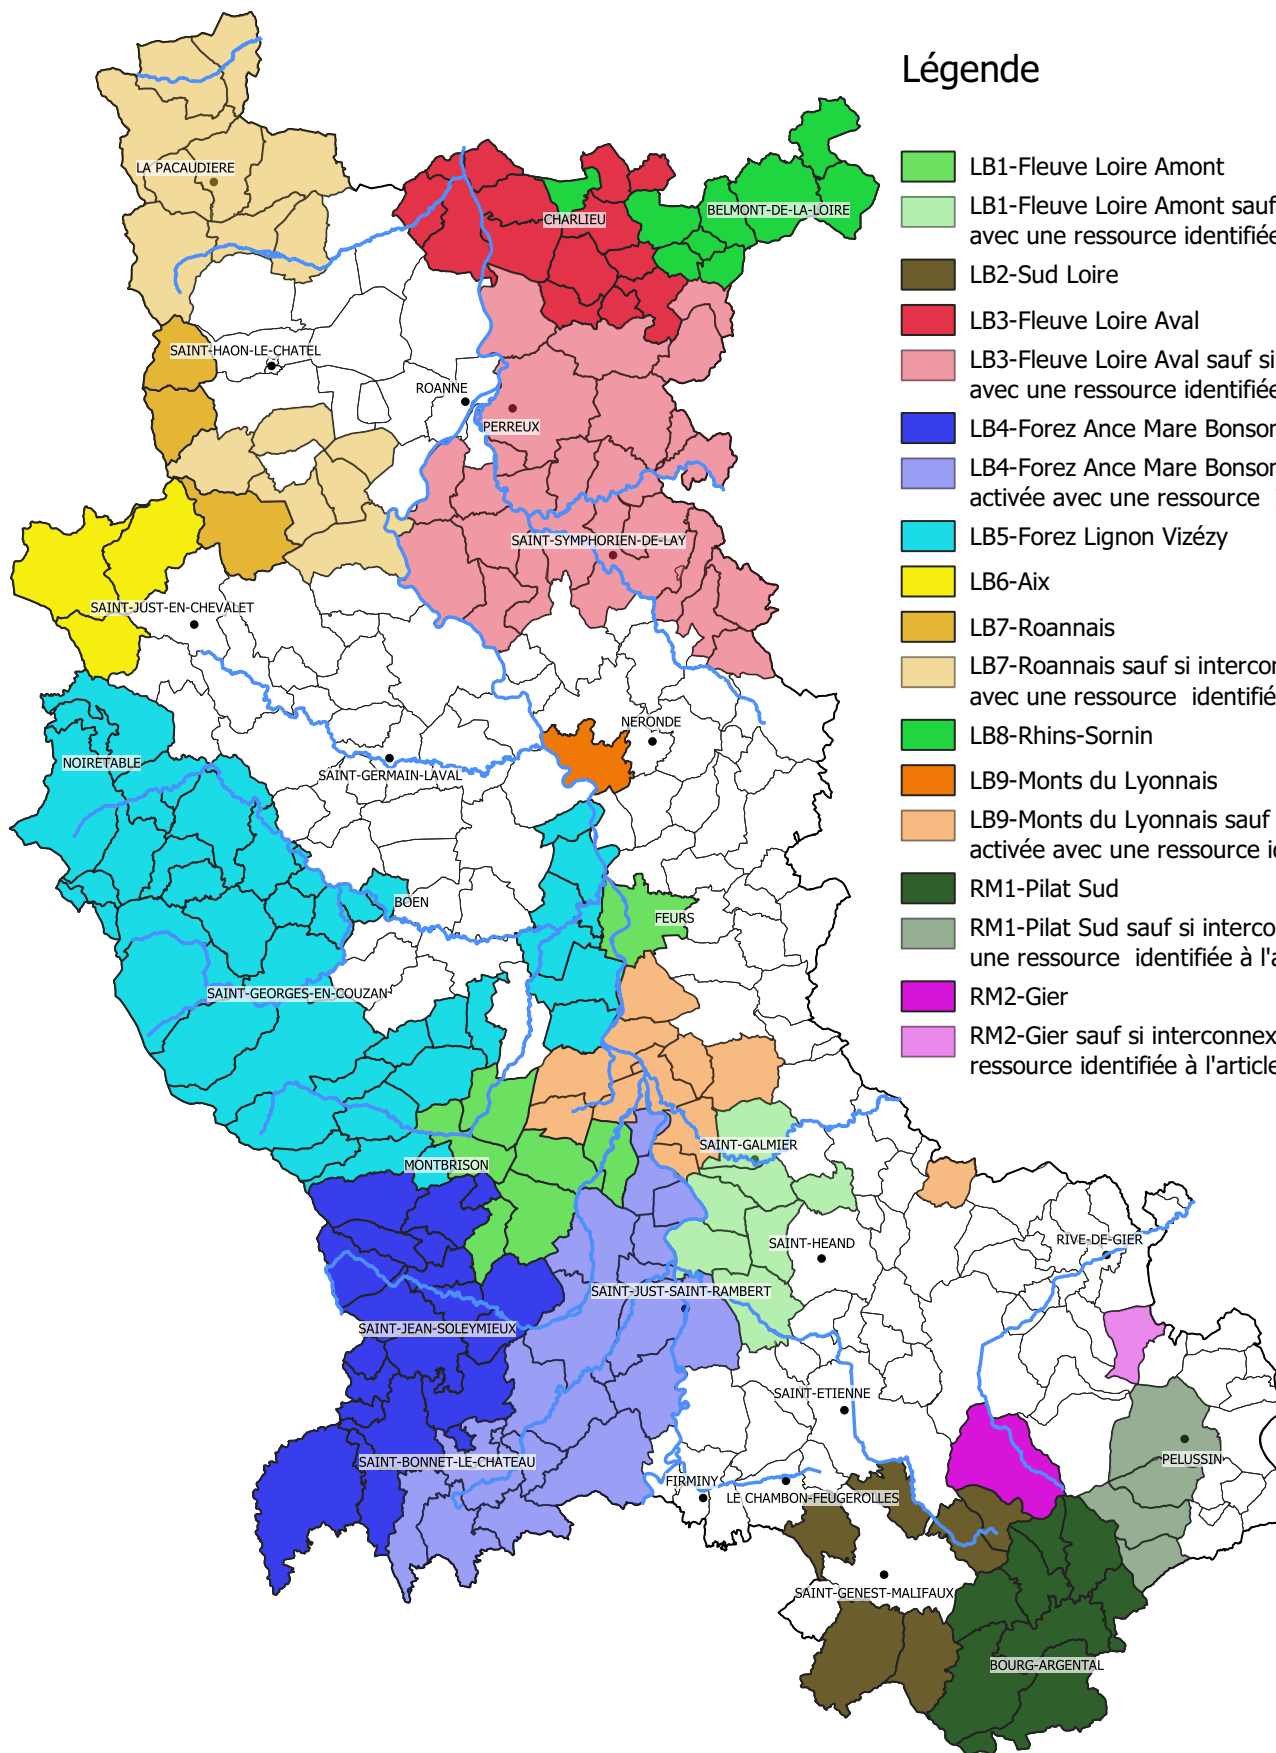 Légende
LB1-Fleuve Loire Amont
LB1-Fleuve Loire Amont sauf
avec une ressource identifiée
LB2-Sud Loire
LB3-Fleuve Loire Aval
LB3-Fleuve Loire Aval sauf si
avec une ressource identifiée
LB4-Forez Ance Mare Bonson
LB4-Forez Ance Mare Bonson
activée avec une ressource
LB5-Forez Lignon Vizézy
LB6-Aix
LB7-Roannais
LB7-Roannais sauf si
avec une ressource identifiée
LB8-Rhins-Sornin
LB9-Monts du Lyonnais
LB9-Monts du Lyonnais sauf
activée avec une ressource
RM1-Pilat Sud
RM1-Pilat Sud sauf si
une ressource identifiée à
RM2-Gier
RM2-Gier sauf si
ressource identifiée à l'article
LA PACAUDIERE
CHARLIEU
BELMONT-DE-LA-LOIRE
SAINT-HAON-LE-CHATEL
ROANNE
PERREUX
SAINT-SYMPHORIEN-DE-LAY
SAINT-JUST-EN-CHEVALET
NERONDE
NOIRETABLE
SAINT-GERMAIN-LAVAL
BOEN
FEURS
SAINT-GEORGES-EN-COUZAN
SAINT-GALMIER
MONTBRISON
SAINT-HEAND
RIVE-DE-GIER
SAINT-JUST-SAINT-RAMBERT
SAINT-JEAN-SOLEYMIEUX
SAINT-ETIENNE
SAINT-BONNET-LE-CHATEAU
PELUSSIN
FIRMINY
LE CHAMBON-FEUGEROLLES
SAINT-GENEST-MALIFAUX
BOURG-ARGENTAL